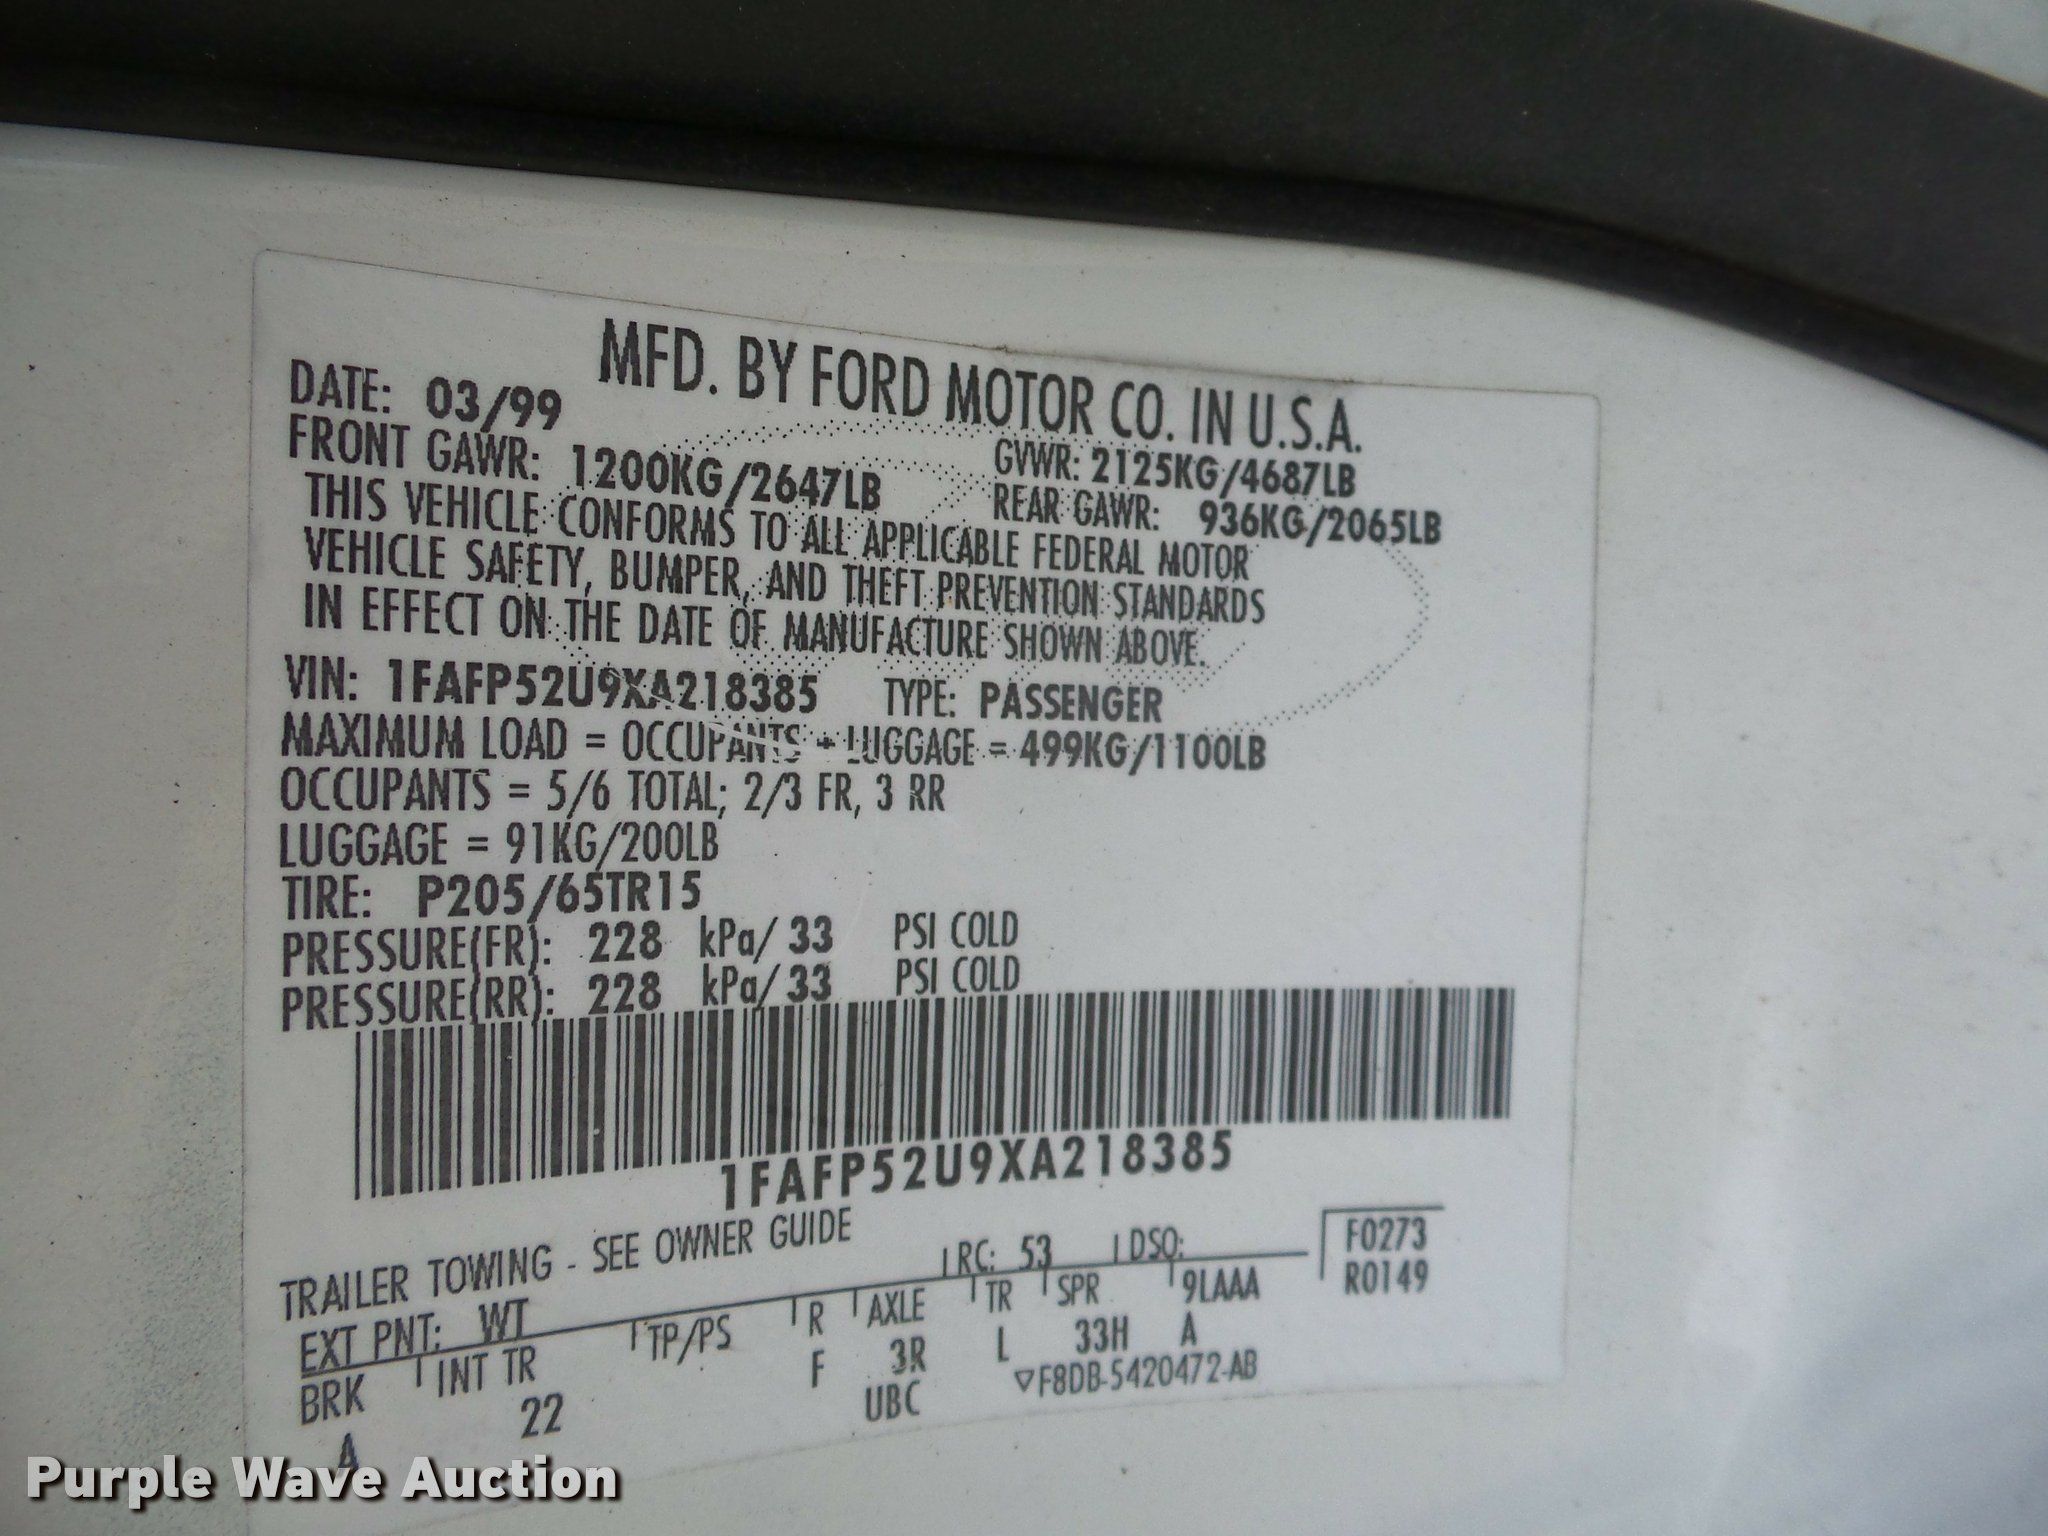 MFD. BY FORD MOTOR CO. IN U.S.A.
DATE: 03/99 GVWR: 2125KG/4687LB
FRONT GAWR: 1200KG/2647LB REAR GAWR: 936KG/2065LB
THIS VEHICLE CONFORMS TO ALL APPLICABLE FEDERAL MOTOR
VEHICLE SAFETY, BUMPER, AND THEFT PREVENTION STANDARDS
IN EFFECT ON THE DATE OF MANUFACTURE SHOWN ABOVE.
VIN: 1FAFP52U9XA218385 TYPE: PASSENGER
MAXIMUM LOAD = OCCUPANTS + LUGGAGE = 499KG/1100LB
OCCUPANTS = 5/6 TOTAL; 2/3 FR, 3 RR
LUGGAGE = 91KG/200LB
TIRE: P205/65TR15
PRESSURE(FR): 228 kPa/ 33 PSI COLD
PRESSURE(RR): 228 kPa/ 33 PSI COLD
1FAFP52U9XA218385
TRAILER TOWING - SEE OWNER GUIDE
EXT PNT: WT RC: 53 DSO: F0273
R0149
BRK INT TR TP/PS R AXLE TR SPR 9LAAA
A 22 F 3R L 33H A
UBC ▽F8DB-5420472-AB
Purple Wave Auction